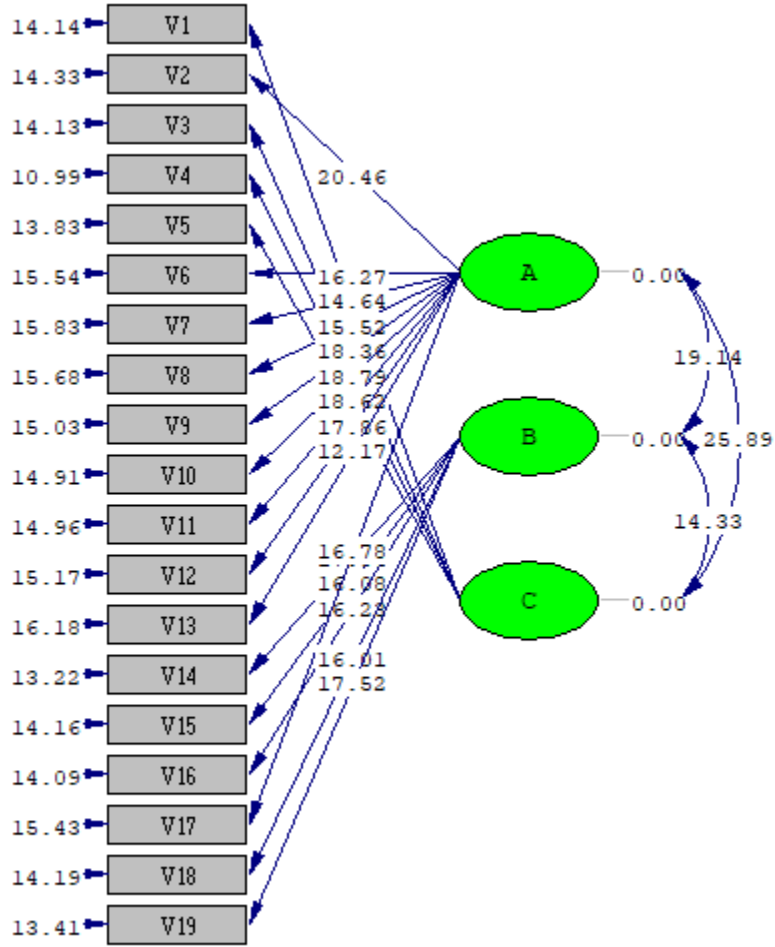 14.14 V1
14.33 V2
14.13 V3
10.99 V4
13.83 V5
15.54 V6
15.83 V7
15.68 V8
15.03 V9
14.91 V10
14.96 V11
15.17 V12
16.18 V13
13.22 V14
14.16 V15
14.09 V16
15.43 V17
14.19 V18
13.41 V19
20.46
16.27
14.64
15.52
18.36
18.79
18.62
17.86
12.17
16.78
16.08
16.28
16.01
17.52
A 0.00
B 0.00
C 0.00
19.14
25.89
14.33